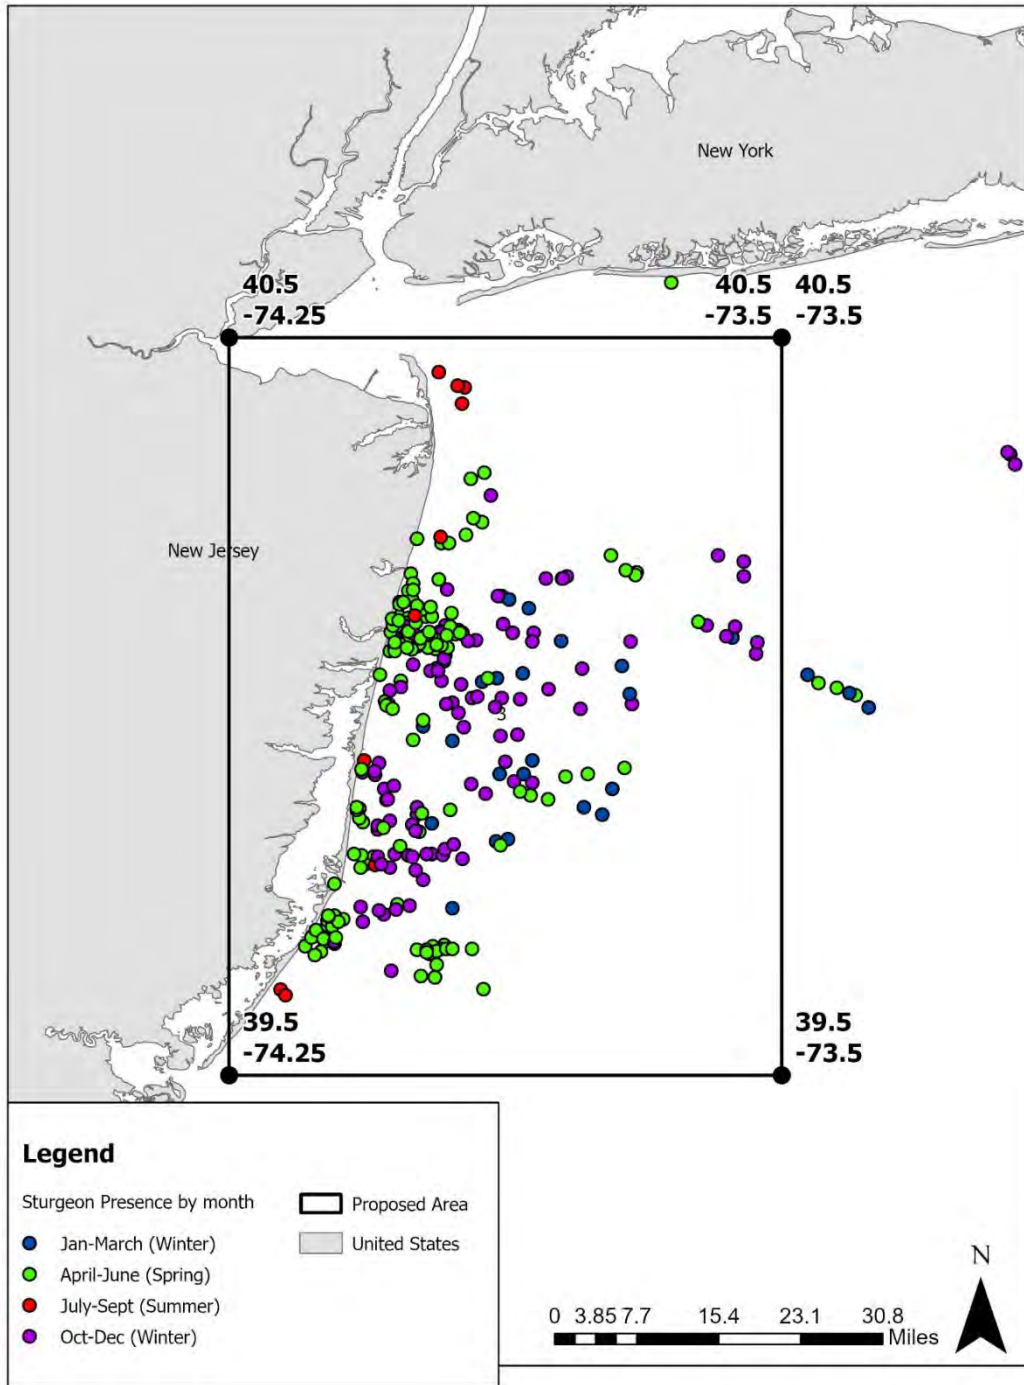 New York
40.5
-74.25
40.5
-73.5
40.5
-73.5
New Jersey
3
39.5
-74.25
39.5
-73.5
Legend
Sturgeon Presence by month
Jan-March (Winter)
April-June (Spring)
July-Sept (Summer)
Oct-Dec (Winter)
Proposed Area
United States
N
0 3.85 7.7 15.4 23.1 30.8
Miles